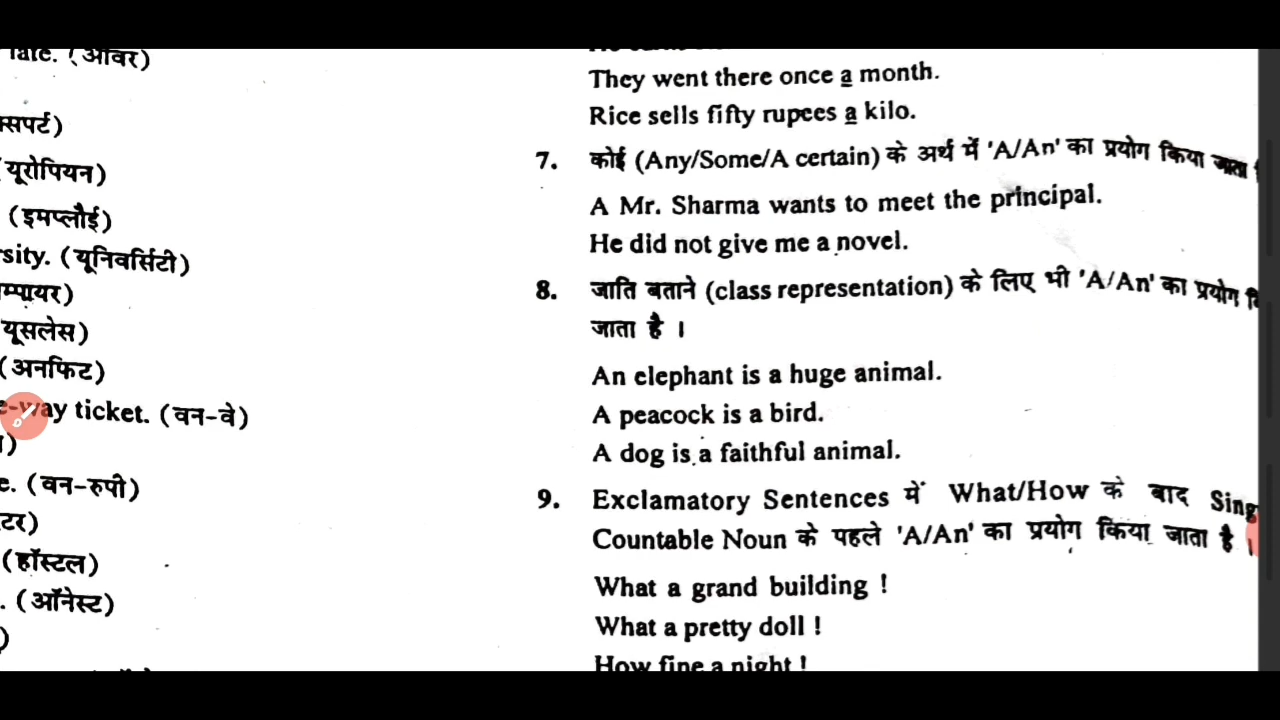 late. (ऑवर)
क्सपर्ट)
(यूरोपियन)
(इमप्लौई)
rsity. (यूनिवर्सिटी)
म्पायर)
यूसलेस)
(अनफिट)
e-way ticket. (वन-वे)
e. (वन-रुपी)
टर)
(हॉस्टल)
. (ऑनेस्ट)
They went there once a month.
Rice sells fifty rupees a kilo.
7. कोई (Any/Some/A certain) के अर्थ में 'A/An' का प्रयोग किया जाता
A Mr. Sharma wants to meet the principal.
He did not give me a novel.
8. जाति बताने (class representation) के लिए भी 'A/An' का प्रयोग कि
जाता है ।
An elephant is a huge animal.
A peacock is a bird.
A dog is a faithful animal.
9. Exclamatory Sentences में What/How के बाद Sing
Countable Noun के पहले 'A/An' का प्रयोग किया जाता है ।
What a grand building !
What a pretty doll !
How fine a night !